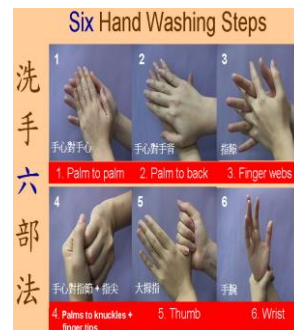 Six Hand Washing Steps
洗手六部法
1
手心對手心
1. Palm to palm
2
手心對手背
2. Palm to back
3
指隙
3. Finger webs
4
手心對指節 + 指尖
4. Palms to knuckles +
finger tips
5
大拇指
5. Thumb
6
手腕
6. Wrist